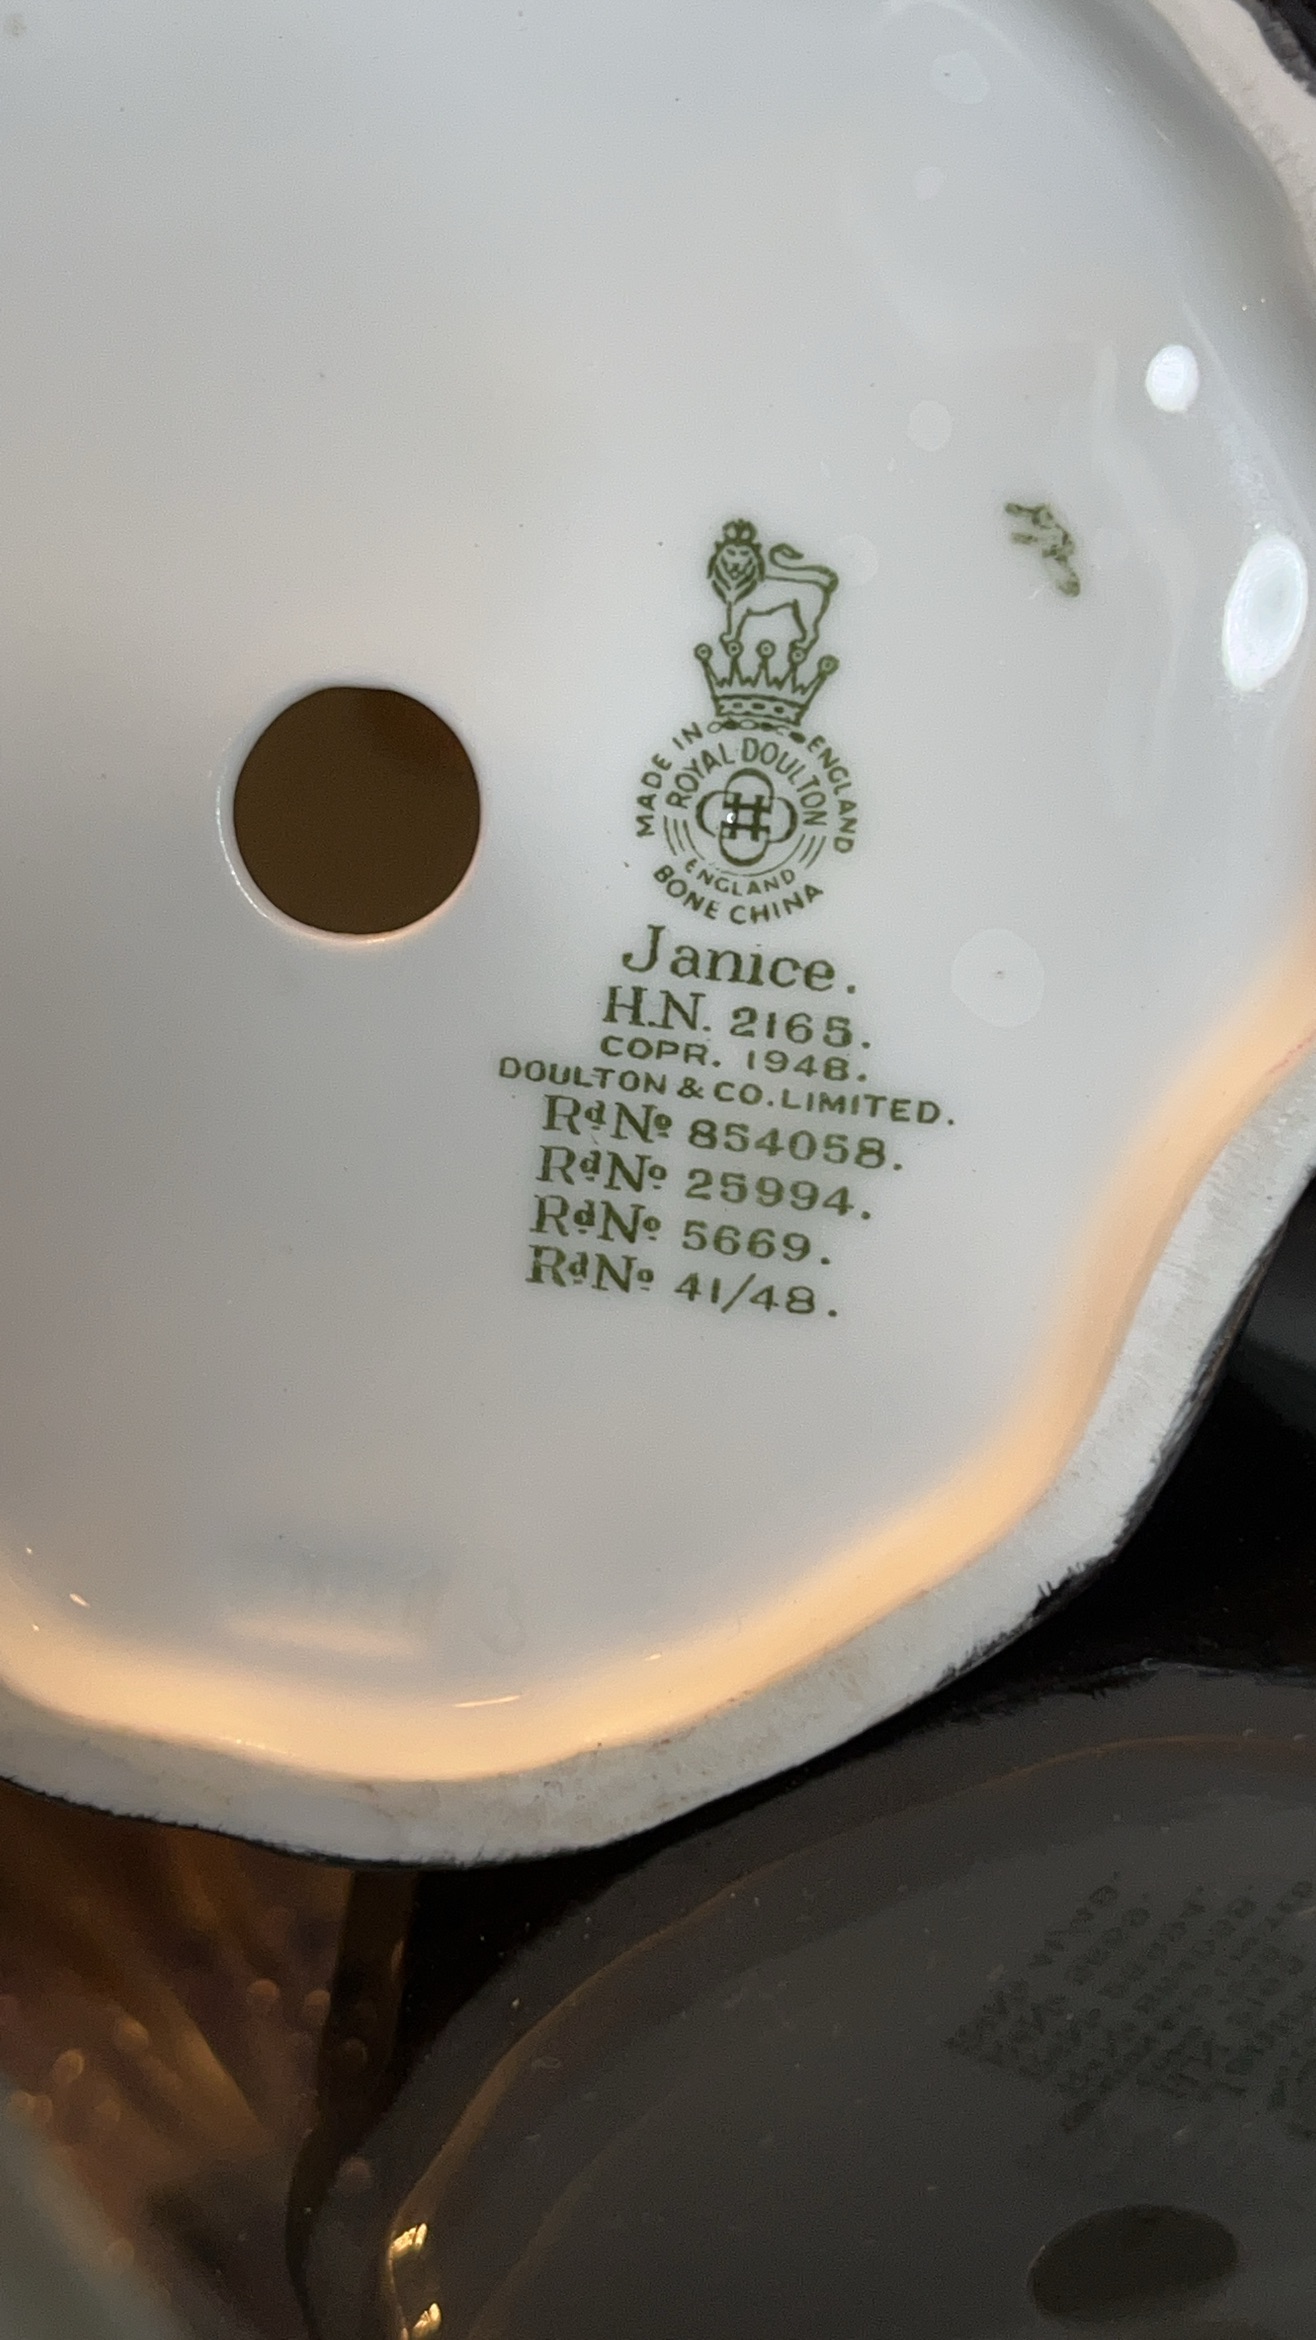 MADE IN ENGLAND
ROYAL DOULTON
ENGLAND
BONE CHINA
Janice.
H.N. 2165.
COPR. 1948.
DOULTON & CO. LIMITED.
RdNo 854058.
RdNo 25994.
RdNo 5669.
RdNo 41/48.